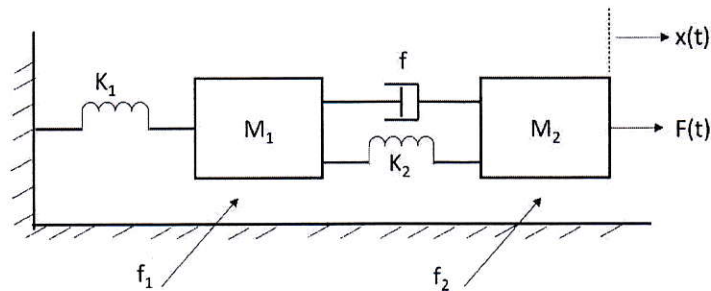 x(t)
f
K₁
M₁
M₂
F(t)
K₂
f₁
f₂